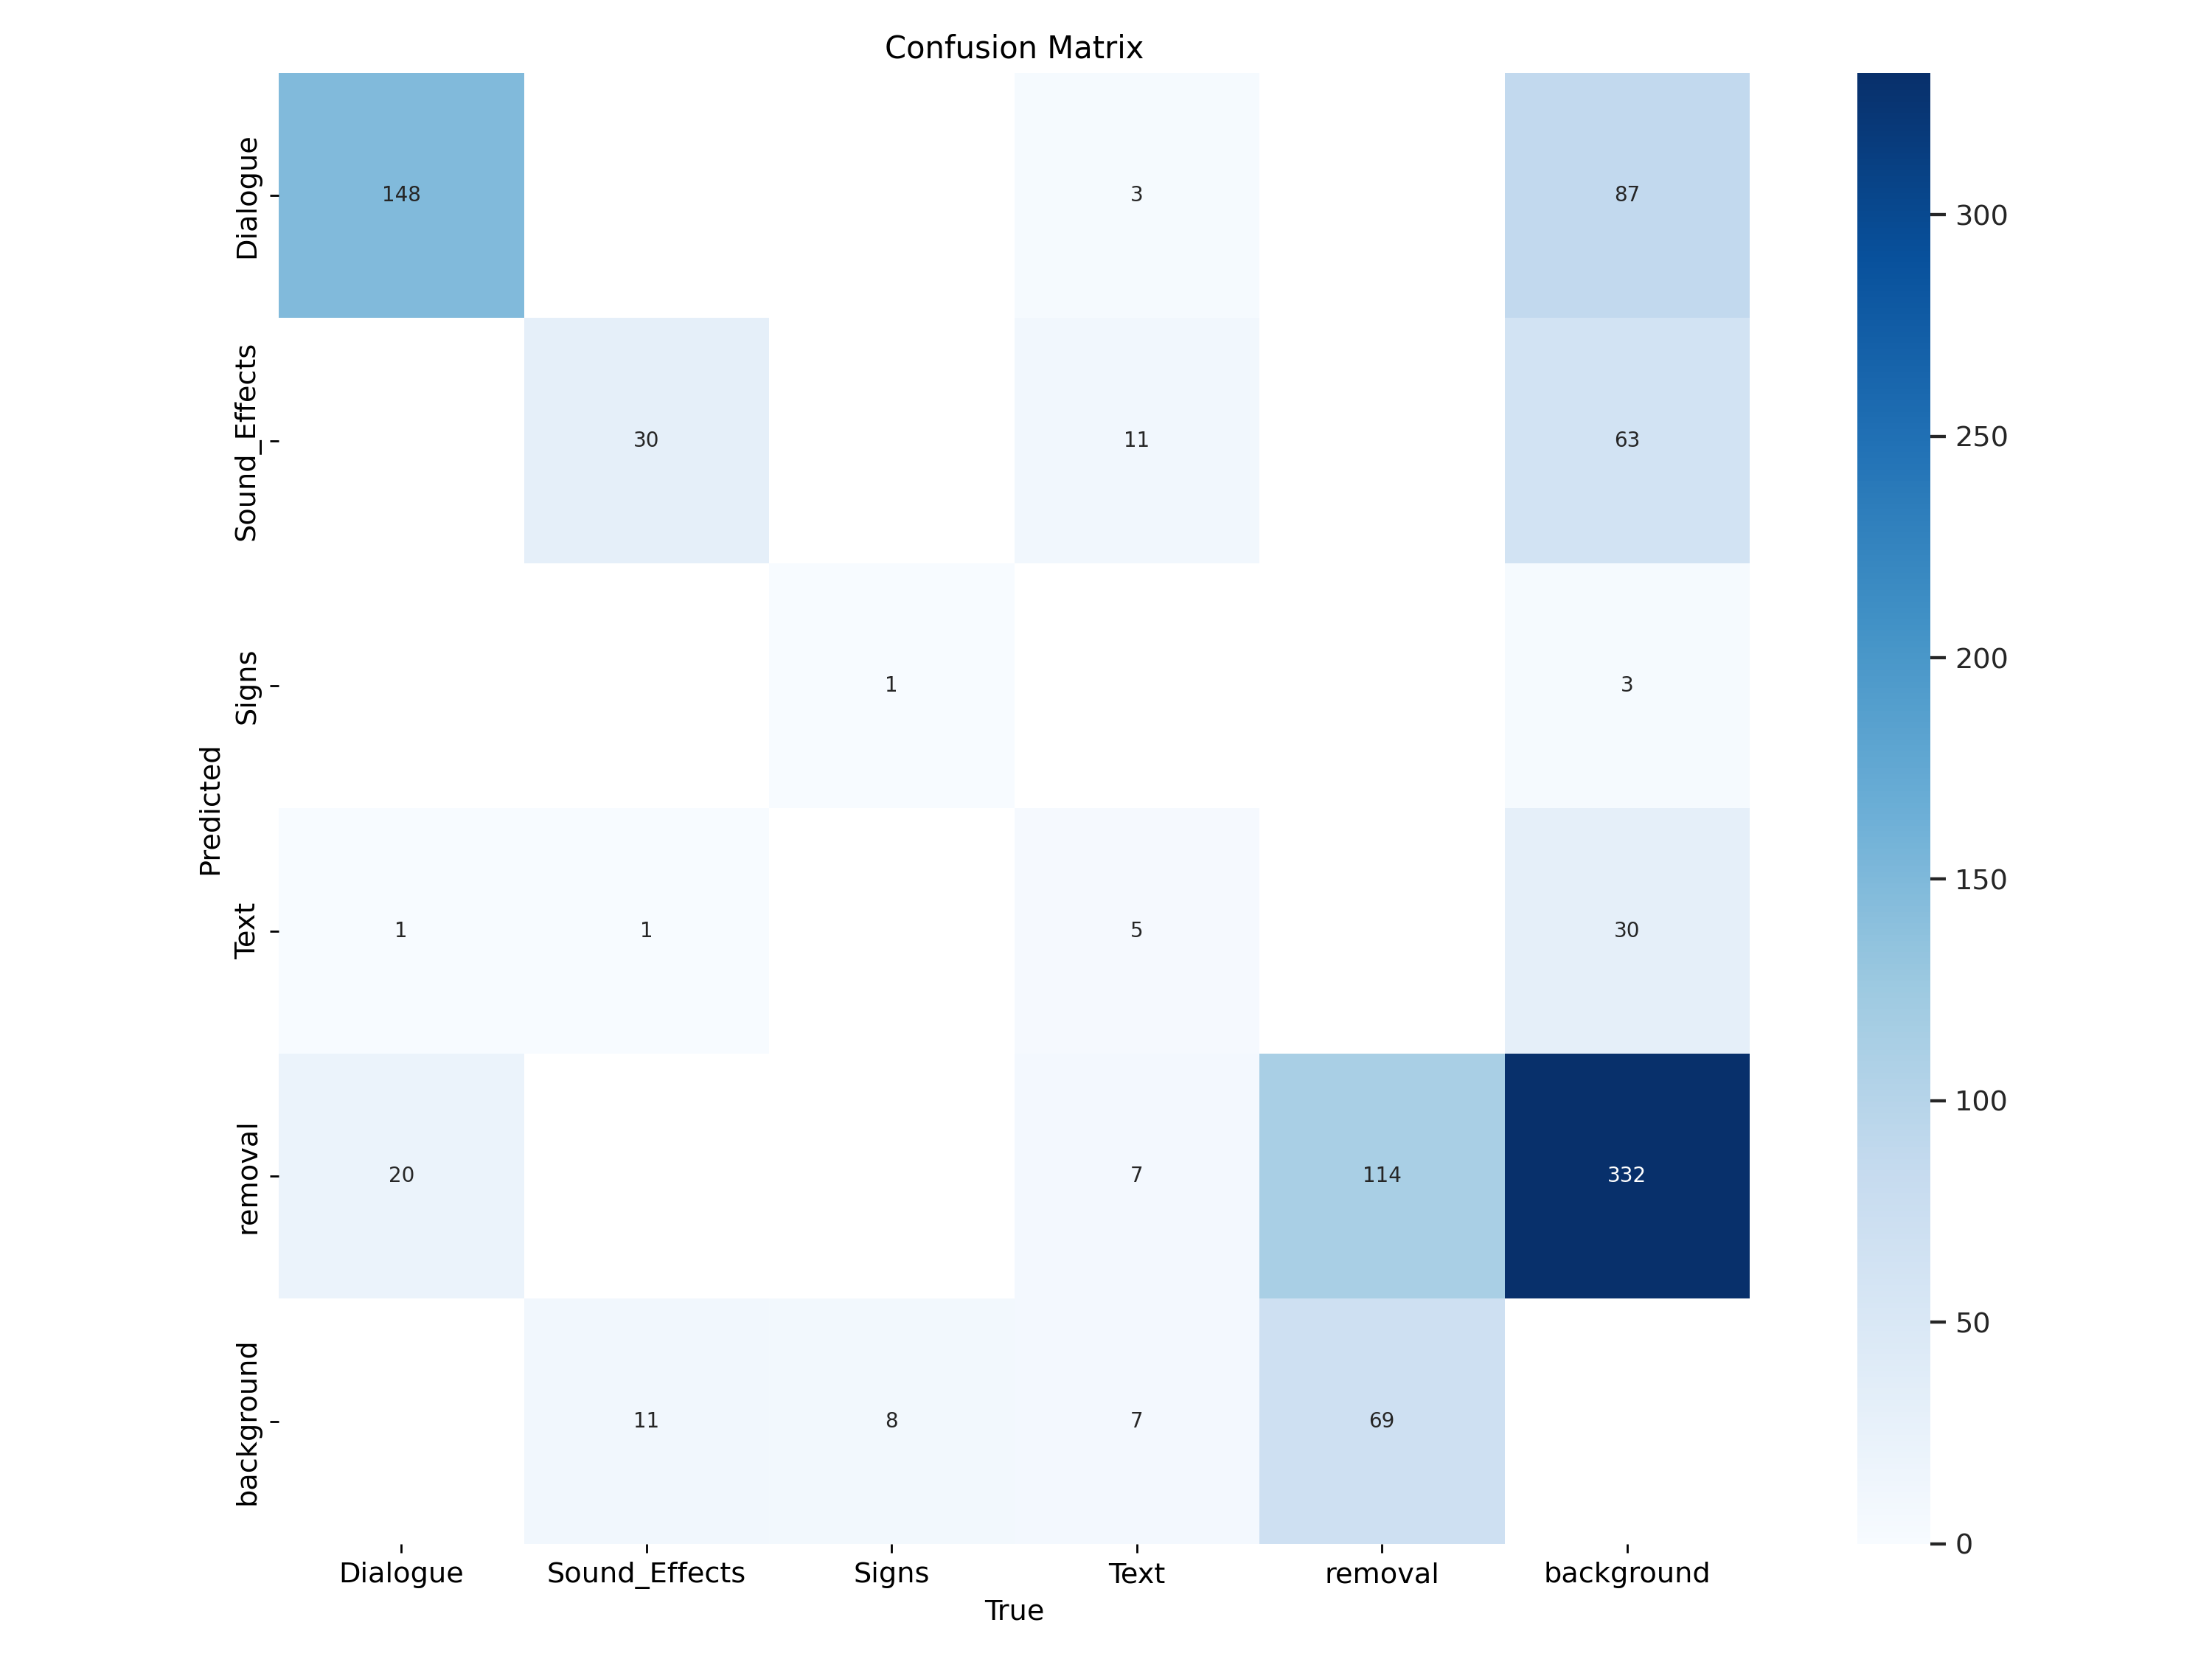 Confusion Matrix
Dialogue
148
3
87
300
Sound_Effects
30
11
63
250
Signs
1
3
200
Predicted
Text
1
1
5
30
150
removal
20
7
114
332
100
background
11
8
7
69
50
0
Dialogue
Sound_Effects
Signs
Text
removal
background
True